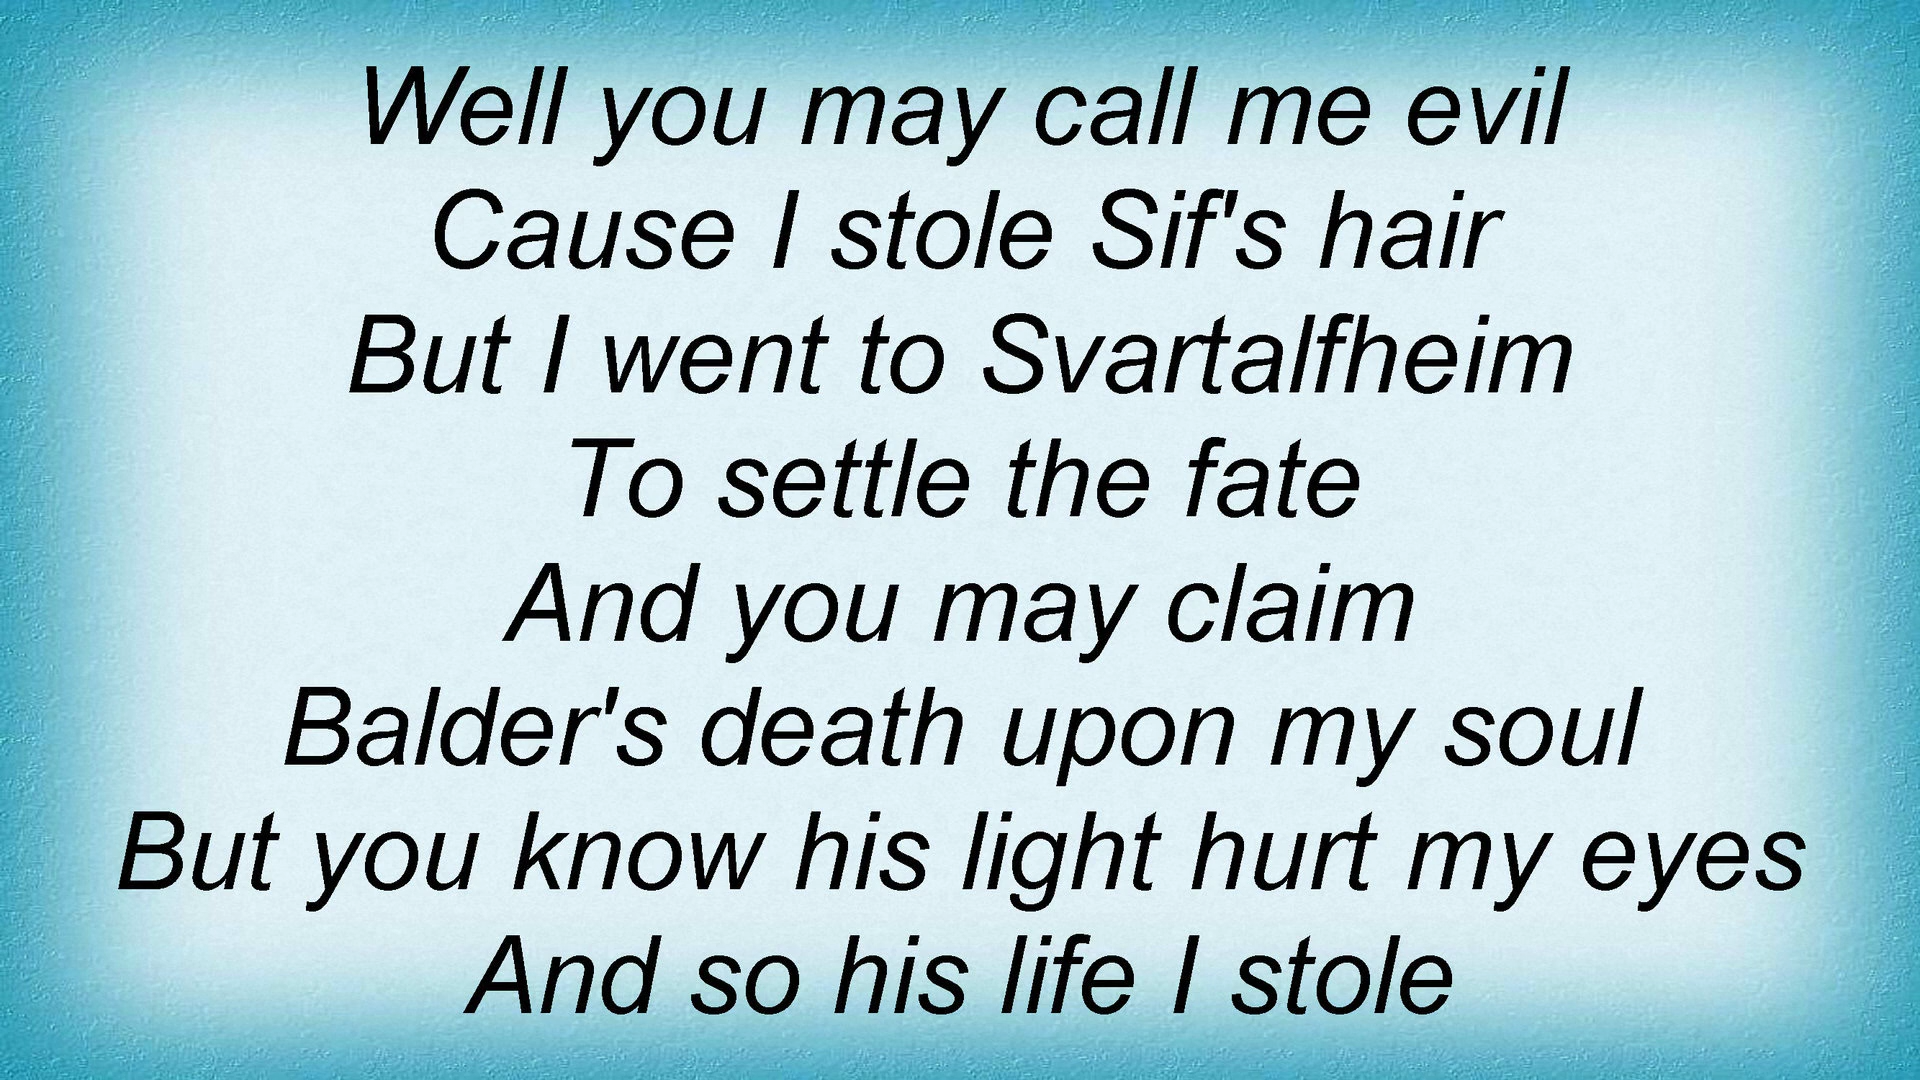 Well you may call me evil
Cause I stole Sif's hair
But I went to Svartalfheim
To settle the fate
And you may claim
Balder's death upon my soul
But you know his light hurt my eyes
And so his life I stole